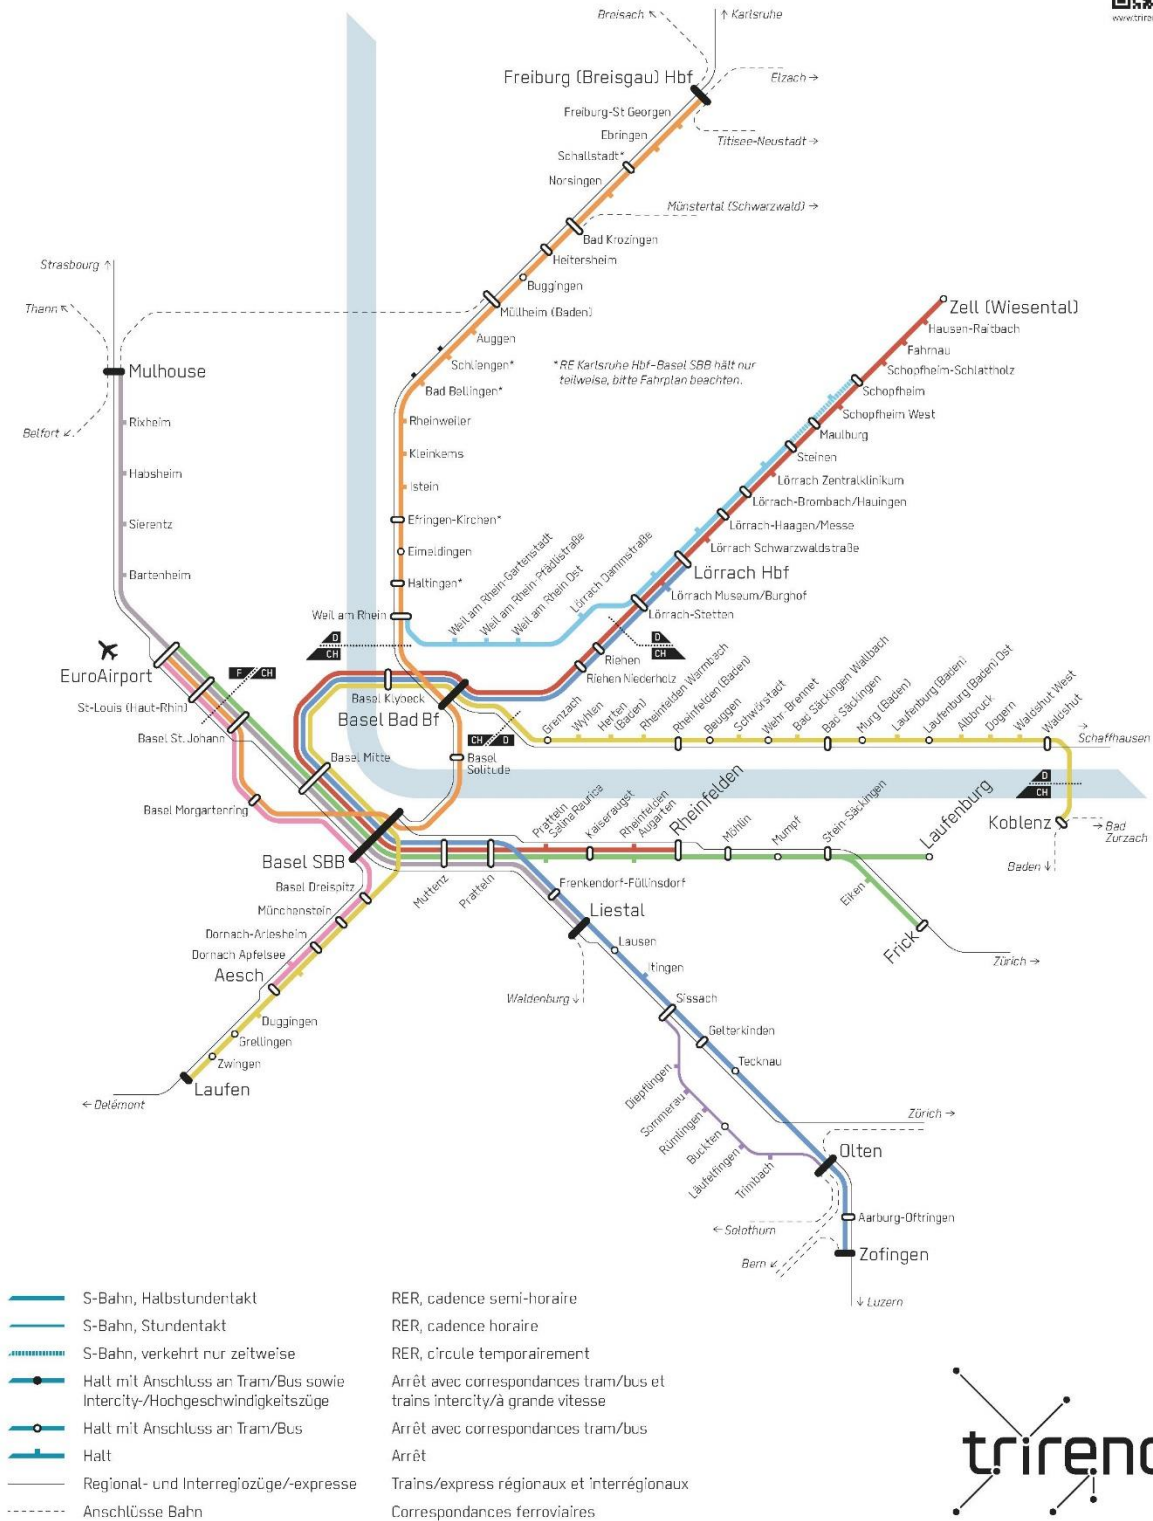 Breisach ↖
↑ Karlsruhe
www.trire
Freiburg (Breisgau) Hbf
Elzach →
Freiburg-St Georgen
Ebringen
Titisee-Neustadt →
Schallstadt*
Norsingen
Münstertal (Schwarzwald) →
Bad Krozingen
Heitersheim
Buggingen
Müllheim (Baden)
Auggen
Schliengen*
Bad Bellingen*
*RE Karlsruhe Hbf–Basel SBB hält nur
teilweise, bitte Fahrplan beachten.
Rheinweiler
Kleinkems
Istein
Efringen-Kirchen*
Eimeldingen
Haltingen*
Weil am Rhein
Strasbourg ↑
Thann ↖
Mulhouse
Belfort ↙
Rixheim
Habsheim
Sierentz
Bartenheim
EuroAirport
St-Louis (Haut-Rhin)
F CH
Basel St. Johann
Basel Mitte
Basel Morgartenring
Basel SBB
Zell (Wiesental)
Hausen-Raitbach
Fahrnau
Schopfheim-Schlattholz
Schopfheim
Schopfheim West
Maulburg
Steinen
Lörrach Zentralklinikum
Lörrach-Brombach/Hauingen
Lörrach-Haagen/Messe
Lörrach Schwarzwaldstraße
Lörrach Hbf
Lörrach Museum/Burghof
Lörrach-Stetten
Weil am Rhein-Gartenstadt
Weil am Rhein-Pfädlistraße
Weil am Rhein Ost
Lörrach Dammstraße
D
CH
D
CH
Riehen
Riehen Niederholz
Basel Klybeck
Basel Bad Bf
CH D
Basel
Solitude
Grenzach
Wyhlen
Herten
(Baden)
Rheinfelden Warmbach
Rheinfelden (Baden)
Beuggen
Schwörstadt
Wehr-Brennet
Bad Säckingen Wallbach
Bad Säckingen
Murg (Baden)
Laufenburg (Baden)
Laufenburg (Baden) Ost
Albbruck
Dogern
Waldshut West
Waldshut
Schaffhausen
D
CH
Koblenz
→ Bad
Zurzach
Baden ↓
Muttenz
Pratteln
Pratteln
Salina Raurica
Kaiseraugst
Rheinfelden
Augarten
Rheinfelden
Möhlin
Mumpf
Stein-Säckingen
Laufenburg
Eiken
Frick
Zürich →
Basel Dreispitz
Münchenstein
Dornach-Arlesheim
Dornach Apfelsee
Aesch
Duggingen
Grellingen
Zwingen
Laufen
← Delémont
Frenkendorf-Füllinsdorf
Liestal
Waldenburg ↓
Lausen
Itingen
Sissach
Gelterkinden
Tecknau
Diepflingen
Sommerau
Rümlingen
Buckten
Läufelfingen
Trimbach
Zürich →
Olten
← Solothurn
Bern ↙
Aarburg-Oftringen
Zofingen
↓ Luzern
S-Bahn, Halbstundentakt RER, cadence semi-horaire
S-Bahn, Stundentakt RER, cadence horaire
S-Bahn, verkehrt nur zeitweise RER, circule temporairement
Halt mit Anschluss an Tram/Bus sowie Arrêt avec correspondances tram/bus et
Intercity-/Hochgeschwindigkeitszüge trains intercity/à grande vitesse
Halt mit Anschluss an Tram/Bus Arrêt avec correspondances tram/bus
Halt Arrêt
Regional- und Interregiozüge/-expresse Trains/express régionaux et interrégionaux
Anschlüsse Bahn Correspondances ferroviaires
trireno